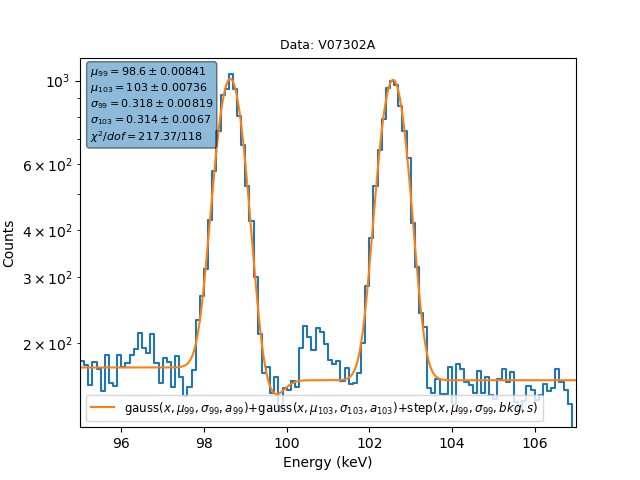 Data: V07302A
μ₉₉ = 98.6 ± 0.00841
μ₁₀₃ = 103 ± 0.00736
σ₉₉ = 0.318 ± 0.00819
σ₁₀₃ = 0.314 ± 0.0067
χ²/dof = 217.37/118
10³
6 × 10²
4 × 10²
3 × 10²
2 × 10²
Counts
gauss(x, μ₉₉, σ₉₉, a₉₉)+gauss(x, μ₁₀₃, σ₁₀₃, a₁₀₃)+step(x, μ₉₉, σ₉₉, bkg, s)
96 98 100 102 104 106
Energy (keV)